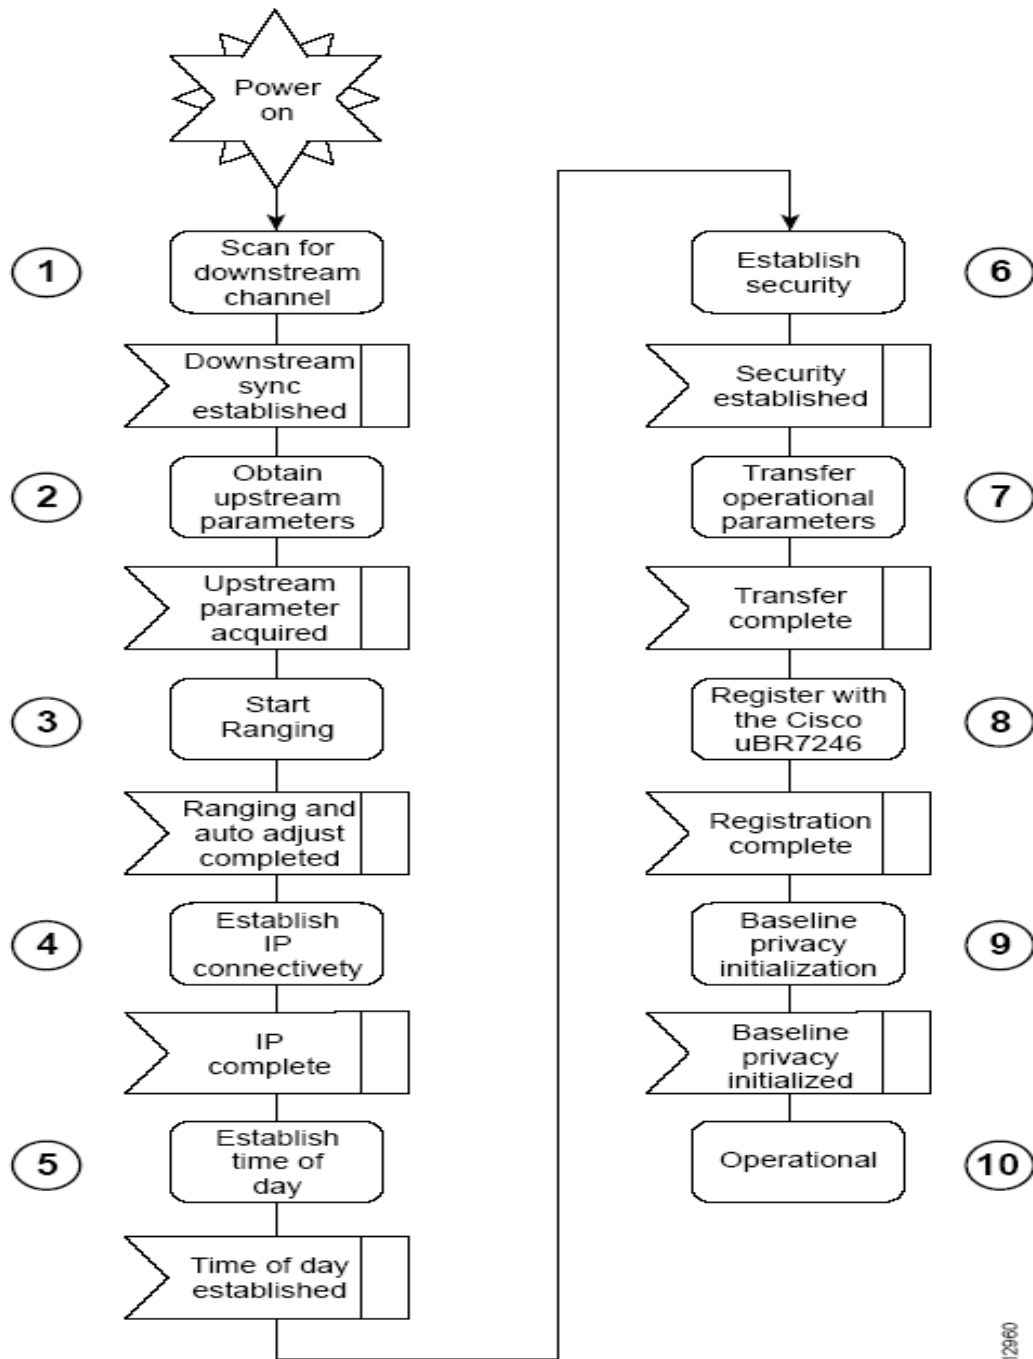 Power
on
1
Scan for
downstream
channel
Downstream
sync
established
2
Obtain
upstream
parameters
Upstream
parameter
acquired
3
Start
Ranging
Ranging and
auto adjust
completed
4
Establish
IP
connectivety
IP
complete
5
Establish
time of
day
Time of day
established
Establish
security
6
Security
established
Transfer
operational
parameters
7
Transfer
complete
Register with
the Cisco
uBR7246
8
Registration
complete
Baseline
privacy
initialization
9
Baseline
privacy
initialized
Operational
10
12960